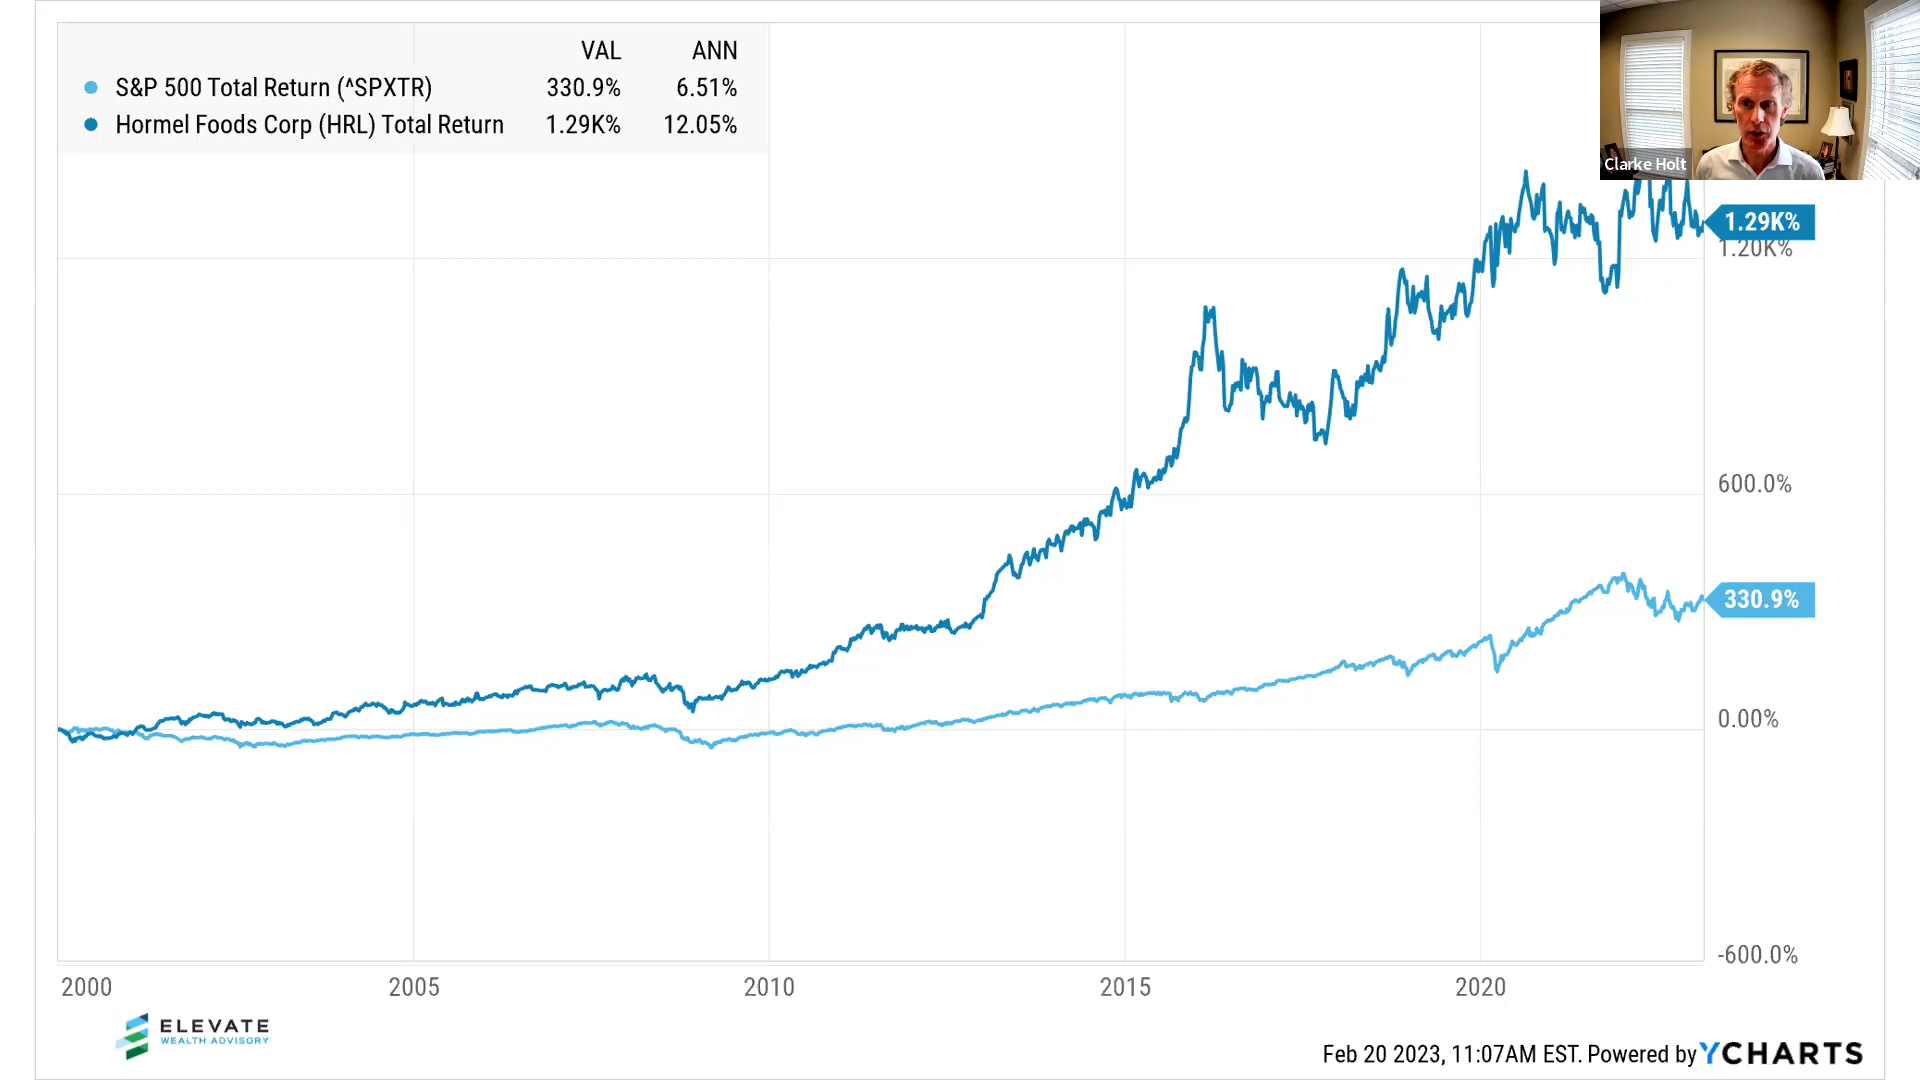 VAL ANN
S&P 500 Total Return (^SPXTR) 330.9% 6.51%
Hormel Foods Corp (HRL) Total Return 1.29K% 12.05%
Clarke Holt
1.29K%
1.20K%
600.0%
330.9%
0.00%
-600.0%
2000 2005 2010 2015 2020
ELEVATE
WEALTH ADVISORY
Feb 20 2023, 11:07AM EST. Powered by YCHARTS